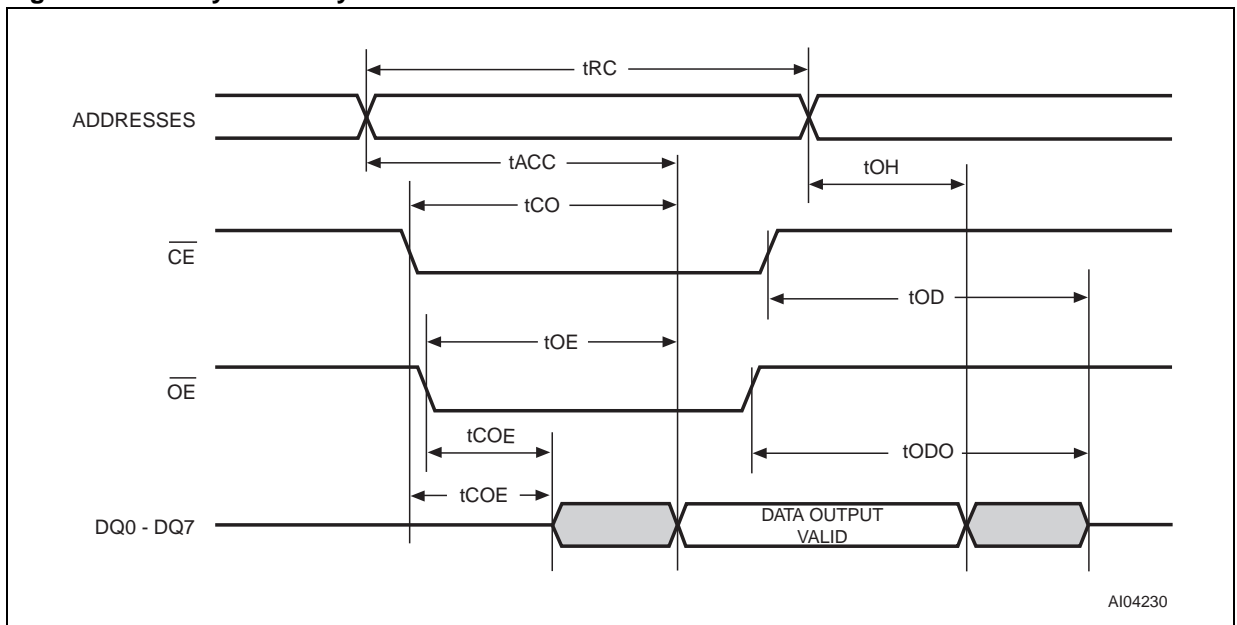 tRC
ADDRESSES
tACC
tOH
tCO
CE
tOD
tOE
OE
tCOE
tODO
tCOE
DQ0 - DQ7
DATA OUTPUT
VALID
AI04230